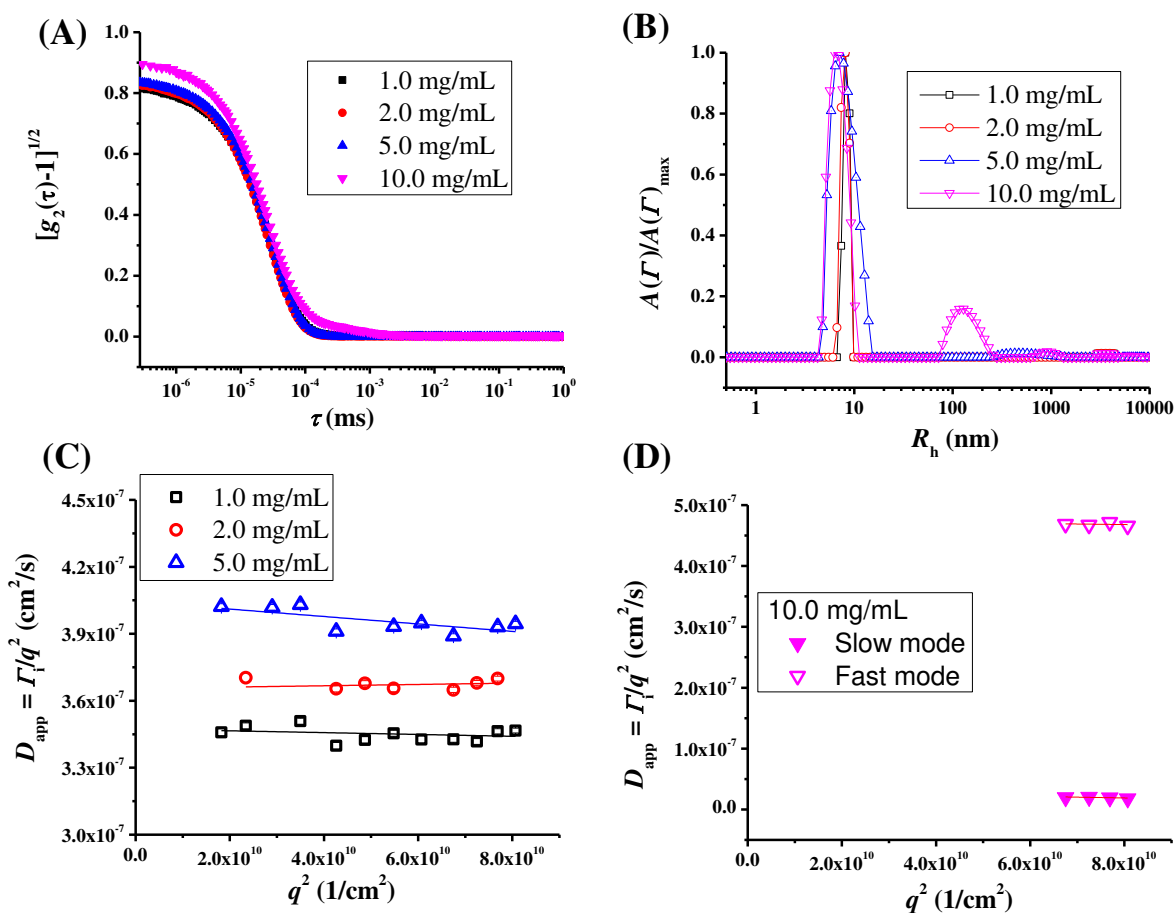 (A)
[g₂(τ)-1]^1/2
1.0
0.8
0.6
0.4
0.2
0.0
1.0 mg/mL
2.0 mg/mL
5.0 mg/mL
10.0 mg/mL
10⁻⁶ 10⁻⁵ 10⁻⁴ 10⁻³ 10⁻² 10⁻¹ 10⁰
τ (ms)
(B)
A(Γ)/A(Γ)max
1.0
0.8
0.6
0.4
0.2
0.0
1.0 mg/mL
2.0 mg/mL
5.0 mg/mL
10.0 mg/mL
1 10 100 1000 10000
Rₕ (nm)
(C)
D_app = Γᵢ/q² (cm²/s)
1.0 mg/mL
2.0 mg/mL
5.0 mg/mL
4.5x10⁻⁷
4.2x10⁻⁷
3.9x10⁻⁷
3.6x10⁻⁷
3.3x10⁻⁷
3.0x10⁻⁷
0.0 2.0x10¹⁰ 4.0x10¹⁰ 6.0x10¹⁰ 8.0x10¹⁰
q² (1/cm²)
(D)
D_app = Γᵢ/q² (cm²/s)
5.0x10⁻⁷
4.0x10⁻⁷
3.0x10⁻⁷
2.0x10⁻⁷
1.0x10⁻⁷
0.0
10.0 mg/mL
Slow mode
Fast mode
0.0 2.0x10¹⁰ 4.0x10¹⁰ 6.0x10¹⁰ 8.0x10¹⁰
q² (1/cm²)